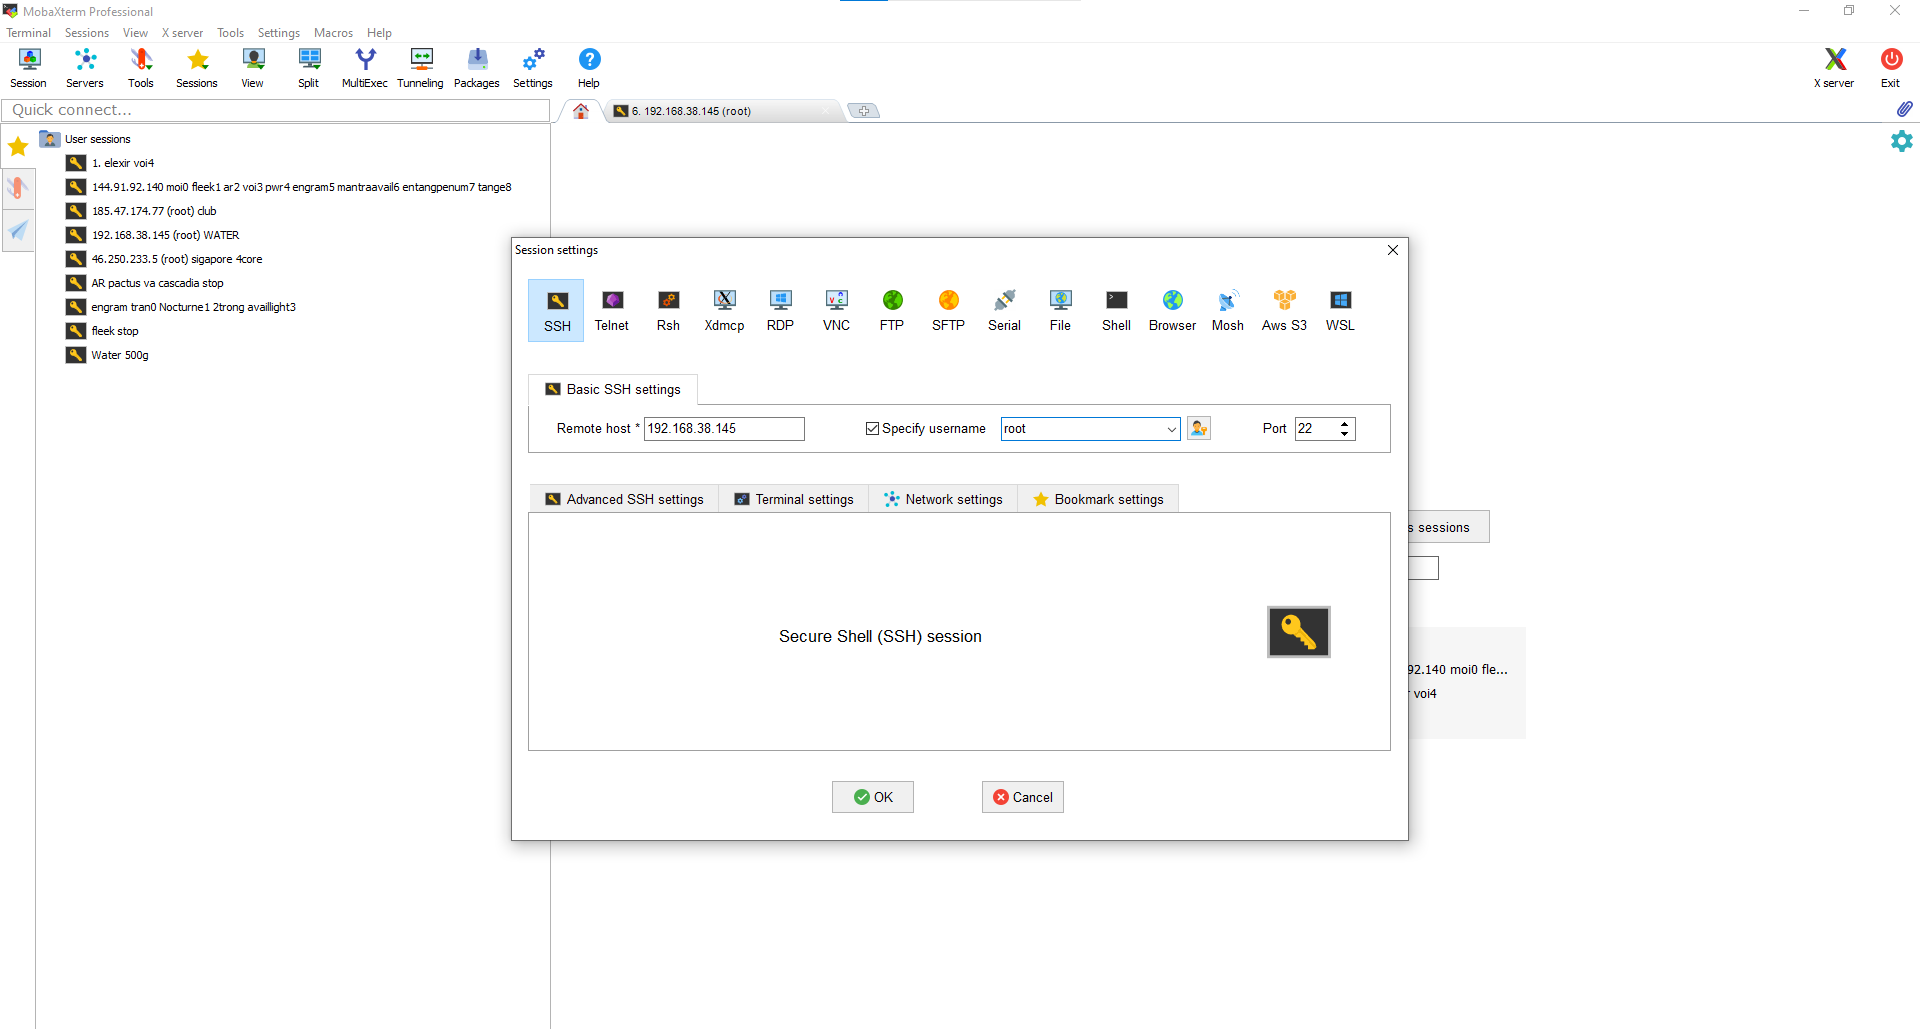 MobaXterm Professional
Terminal Sessions View X server Tools Settings Macros Help
Session Servers Tools Sessions View Split MultiExec Tunneling Packages Settings Help X server Exit
Quick connect...
6. 192.168.38.145 (root)
User sessions
1. elexir voi4
144.91.92.140 moi0 fleek1 ar2 voi3 pwr4 engram5 mantraavail6 entangpenum7 tange8
185.47.174.77 (root) club
192.168.38.145 (root) WATER
46.250.233.5 (root) sigapore 4core
AR pactus va cascadia stop
engram tran0 Nocturne1 2trong availlight3
fleek stop
Water 500g
Session settings
SSH Telnet Rsh Xdmcp RDP VNC FTP SFTP Serial File Shell Browser Mosh Aws S3 WSL
Basic SSH settings
Remote host * 192.168.38.145 Specify username root Port 22
Advanced SSH settings Terminal settings Network settings Bookmark settings
s sessions
Secure Shell (SSH) session
92.140 moi0 fle...
r voi4
OK Cancel